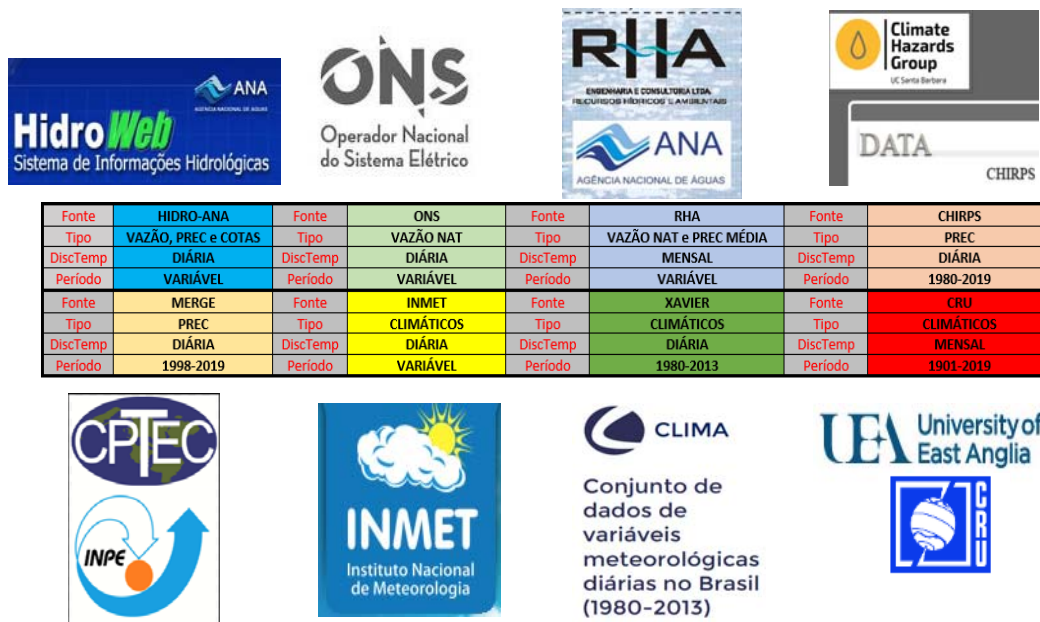 ANA
AGÊNCIA NACIONAL DE ÁGUAS
HidroWeb
Sistema de Informações Hidrológicas
ONS
Operador Nacional
do Sistema Elétrico
RHA
ENGENHARIA E CONSULTORIA LTDA.
RECURSOS HÍDRICOS E AMBIENTAIS
ANA
AGÊNCIA NACIONAL DE ÁGUAS
Climate
Hazards
Group
UC Santa Barbara
DATA
CHIRPS
Fonte HIDRO-ANA Fonte ONS Fonte RHA Fonte CHIRPS
Tipo VAZÃO, PREC e COTAS Tipo VAZÃO NAT Tipo VAZÃO NAT e PREC MÉDIA Tipo PREC
DiscTemp DIÁRIA DiscTemp DIÁRIA DiscTemp MENSAL DiscTemp DIÁRIA
Período VARIÁVEL Período VARIÁVEL Período VARIÁVEL Período 1980-2019
Fonte MERGE Fonte INMET Fonte XAVIER Fonte CRU
Tipo PREC Tipo CLIMÁTICOS Tipo CLIMÁTICOS Tipo CLIMÁTICOS
DiscTemp DIÁRIA DiscTemp DIÁRIA DiscTemp DIÁRIA DiscTemp MENSAL
Período 1998-2019 Período VARIÁVEL Período 1980-2013 Período 1901-2019
CPTEC
INPE
INMET
Instituto Nacional
de Meteorologia
CLIMA
Conjunto de
dados de
variáveis
meteorológicas
diárias no Brasil
(1980-2013)
UEA University of
East Anglia
CRU